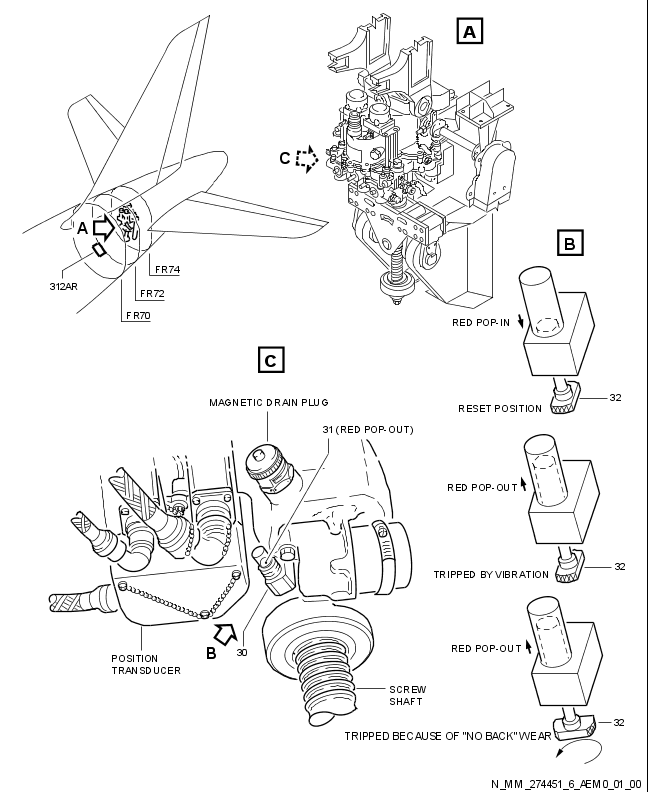 A
C
A
312AR
FR74
FR72
FR70
B
RED POP-IN
32
RESET POSITION
C
MAGNETIC DRAIN PLUG
31 (RED POP-OUT)
RED POP-OUT
32
TRIPPED BY VIBRATION
RED POP-OUT
B
30
POSITION
TRANSDUCER
SCREW
SHAFT
32
TRIPPED BECAUSE OF "NO BACK" WEAR
N_MM_274451_6_AEM0_01_00